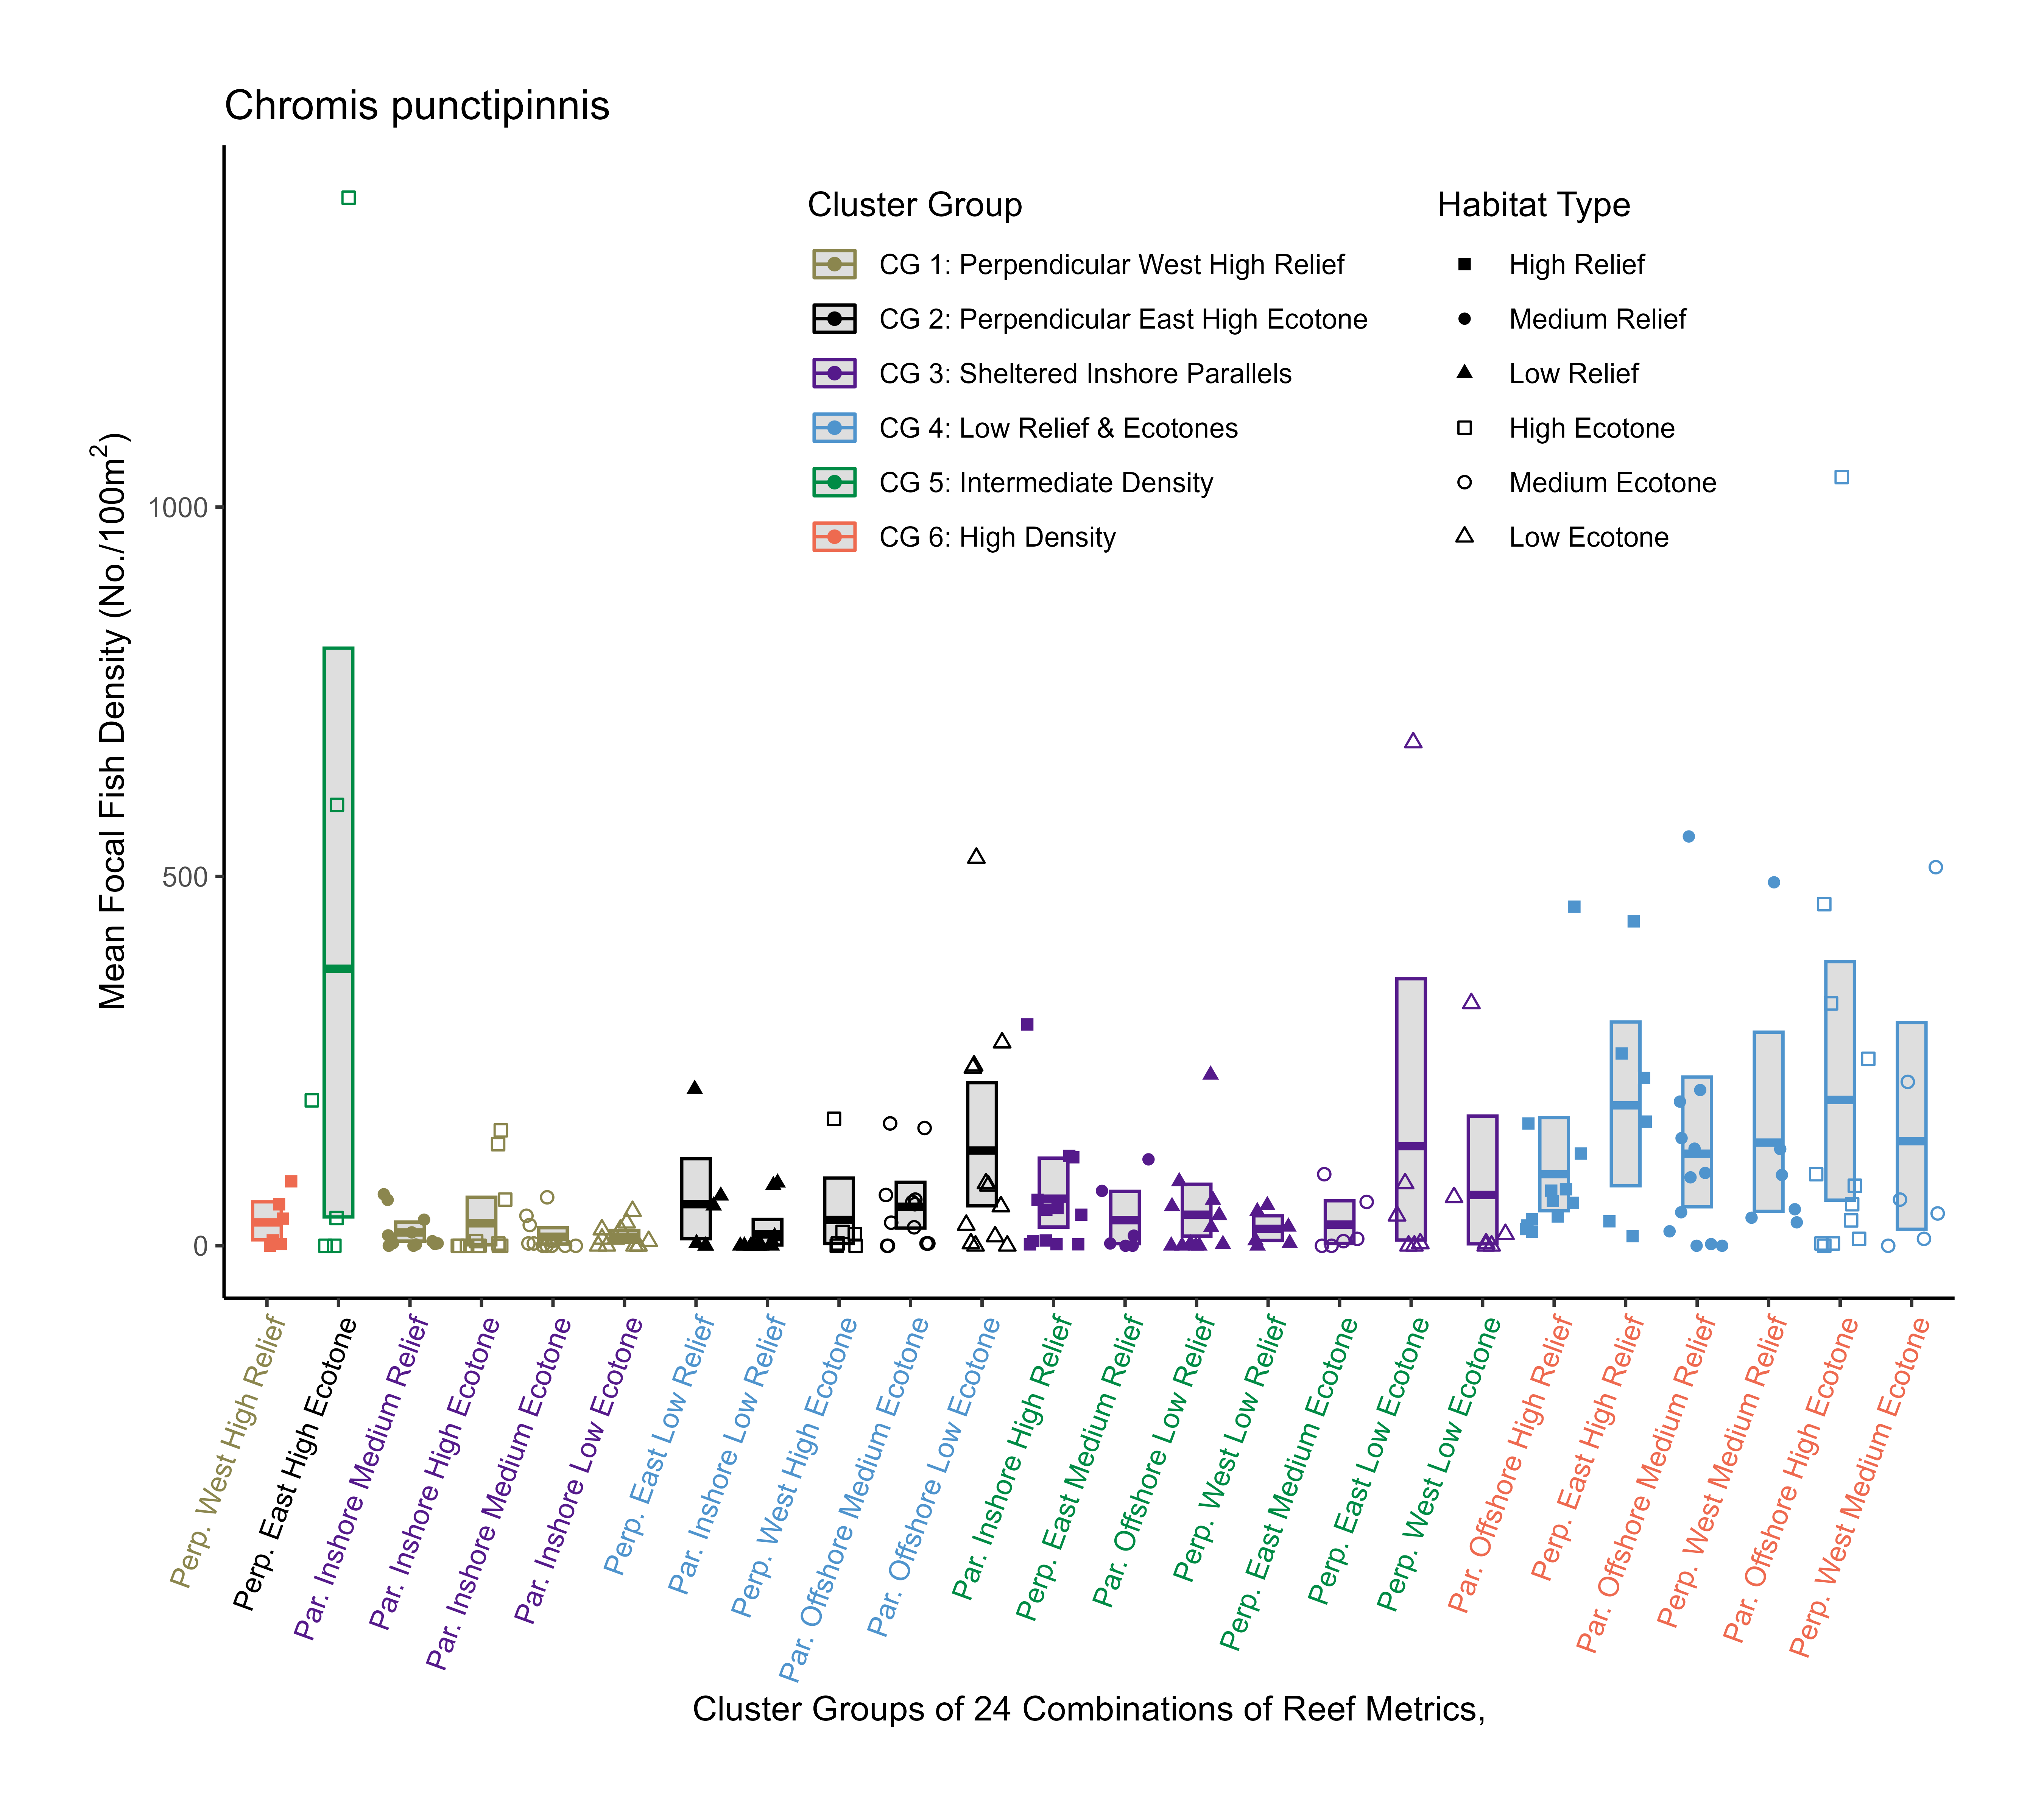 Chromis punctipinnis
Mean Focal Fish Density (No./100m²)
1000
500
0
Cluster Group
CG 1: Perpendicular West High Relief
CG 2: Perpendicular East High Ecotone
CG 3: Sheltered Inshore Parallels
CG 4: Low Relief & Ecotones
CG 5: Intermediate Density
CG 6: High Density
Habitat Type
High Relief
Medium Relief
Low Relief
High Ecotone
Medium Ecotone
Low Ecotone
Perp. West High Relief
Perp. East High Ecotone
Par. Inshore Medium Relief
Par. Inshore High Ecotone
Par. Inshore Medium Ecotone
Par. Inshore Low Ecotone
Perp. East Low Relief
Par. Inshore Low Relief
Perp. West High Ecotone
Par. Offshore Medium Ecotone
Par. Offshore Low Ecotone
Par. Inshore High Relief
Perp. East Medium Relief
Par. Offshore Low Relief
Perp. West Low Relief
Perp. East Medium Ecotone
Perp. East Low Ecotone
Perp. West Low Ecotone
Par. Offshore High Relief
Perp. East High Relief
Par. Offshore Medium Relief
Perp. West Medium Relief
Par. Offshore High Ecotone
Perp. West Medium Ecotone
Cluster Groups of 24 Combinations of Reef Metrics,